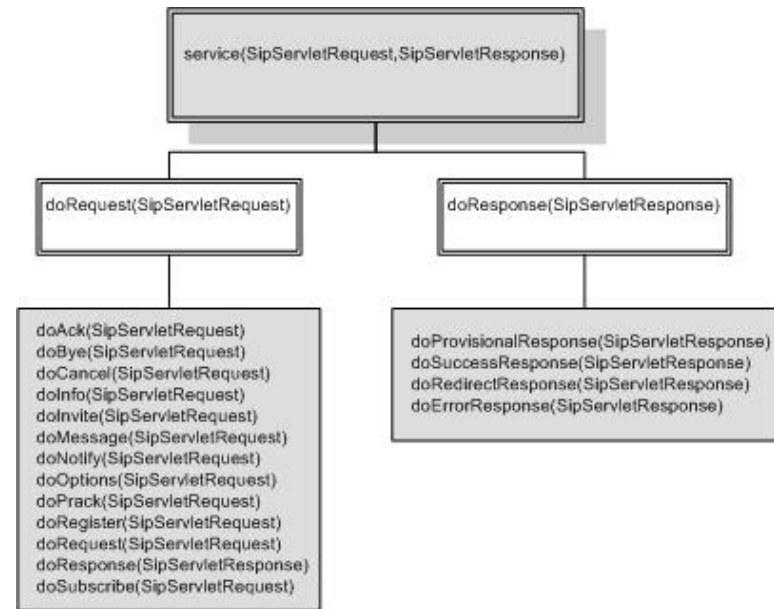 service(SipServletRequest,SipServletResponse)
doRequest(SipServletRequest)
doResponse(SipServletResponse)
doAck(SipServletRequest)
doBye(SipServletRequest)
doCancel(SipServletRequest)
doInfo(SipServletRequest)
doInvite(SipServletRequest)
doMessage(SipServletRequest)
doNotify(SipServletRequest)
doOptions(SipServletRequest)
doPrack(SipServletRequest)
doRegister(SipServletRequest)
doRequest(SipServletRequest)
doResponse(SipServletResponse)
doSubscribe(SipServletRequest)
doProvisionalResponse(SipServletResponse)
doSuccessResponse(SipServletResponse)
doRedirectResponse(SipServletResponse)
doErrorResponse(SipServletResponse)